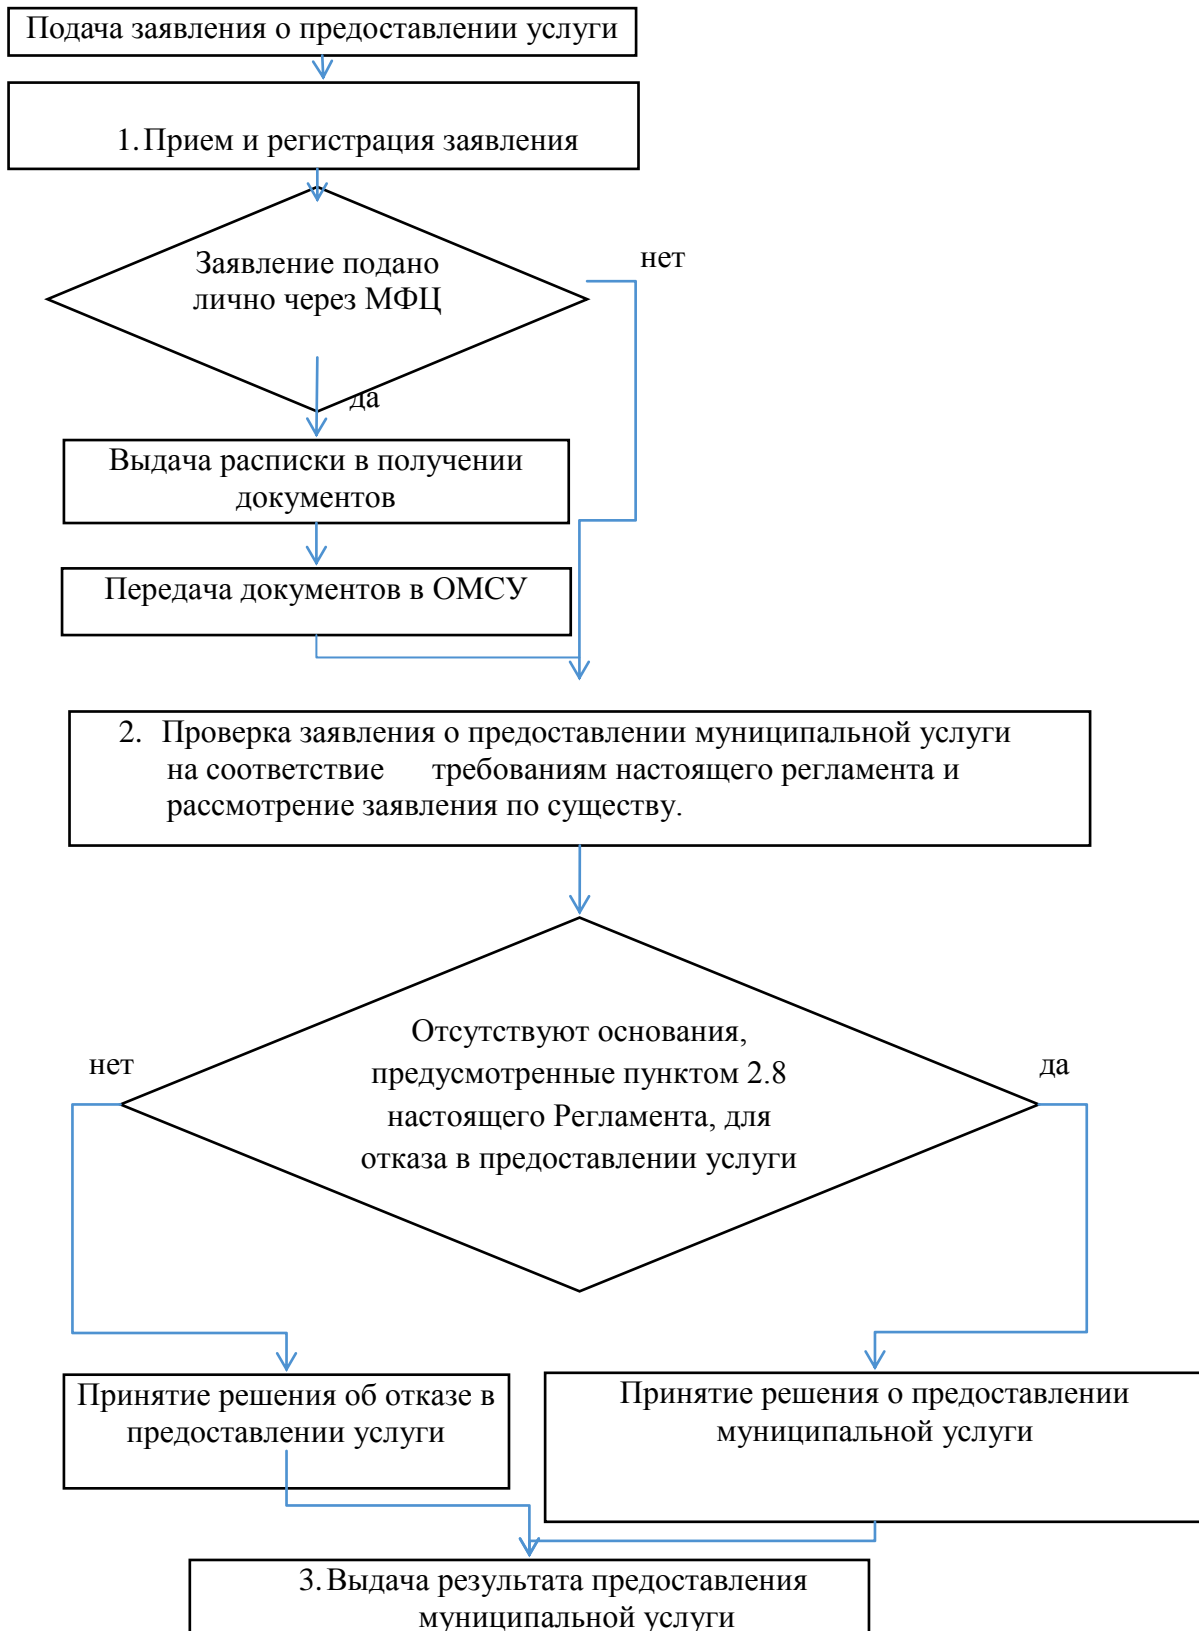 Подача заявления о предоставлении услуги
1. Прием и регистрация заявления
Заявление подано
лично через МФЦ
нет
да
Выдача расписки в получении
документов
Передача документов в ОМСУ
2. Проверка заявления о предоставлении муниципальной услуги
на соответствие требованиям настоящего регламента и
рассмотрение заявления по существу.
Отсутствуют основания,
предусмотренные пунктом 2.8
настоящего Регламента, для
отказа в предоставлении услуги
нет
да
Принятие решения об отказе в
предоставлении услуги
Принятие решения о предоставлении
муниципальной услуги
3. Выдача результата предоставления
муниципальной услуги